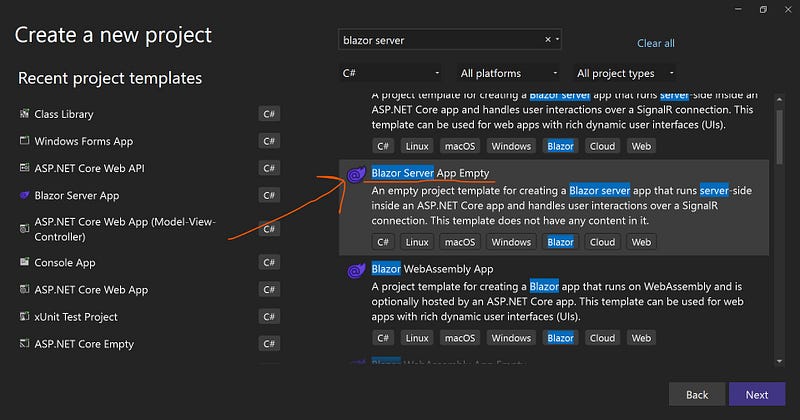 Create a new project
blazor server
Clear all
Recent project templates
C#
All platforms
All project types
Class Library
C#
Windows Forms App
C#
ASP.NET Core Web API
C#
Blazor Server App
C#
ASP.NET Core Web App (Model-View-
Controller)
C#
Console App
C#
ASP.NET Core Web App
C#
xUnit Test Project
C#
ASP.NET Core Empty
C#
A project template for creating a Blazor server app that runs server-side inside an
ASP.NET Core app and handles user interactions over a SignalR connection. This
template can be used for web apps with rich dynamic user interfaces (UIs).
C# Linux macOS Windows Blazor Cloud Web
Blazor Server App Empty
An empty project template for creating a Blazor server app that runs server-side
inside an ASP.NET Core app and handles user interactions over a SignalR
connection. This template does not have any content in it.
C# Linux macOS Windows Blazor Cloud Web
Blazor WebAssembly App
A project template for creating a Blazor app that runs on WebAssembly and is
optionally hosted by an ASP.NET Core app. This template can be used for web
apps with rich dynamic user interfaces (UIs).
C# Linux macOS Windows Blazor Cloud Web
Blazor WebAssembly App Empty
Back
Next